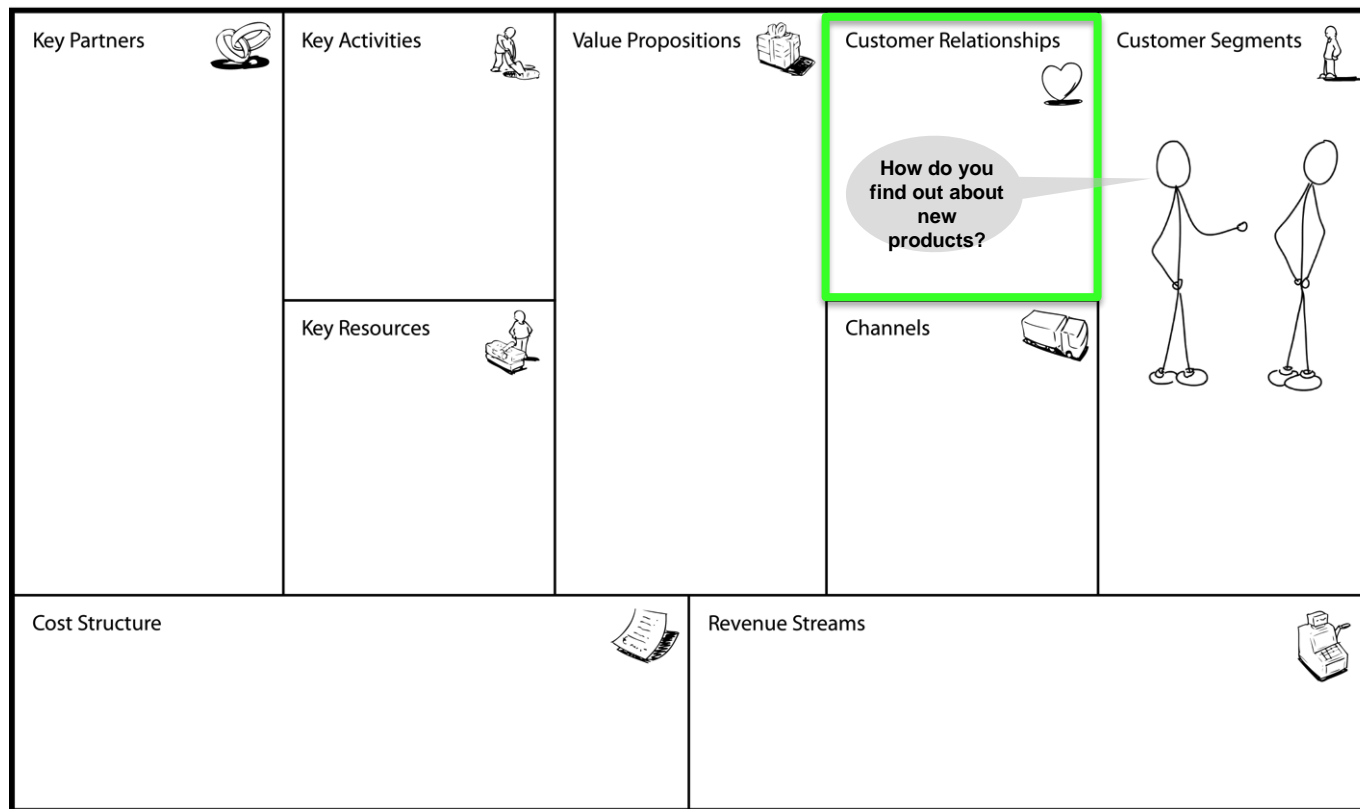 Key Partners
Key Activities
Value Propositions
Customer Relationships
Customer Segments
How do you
find out about
new
products?
Key Resources
Channels
Cost Structure
Revenue Streams